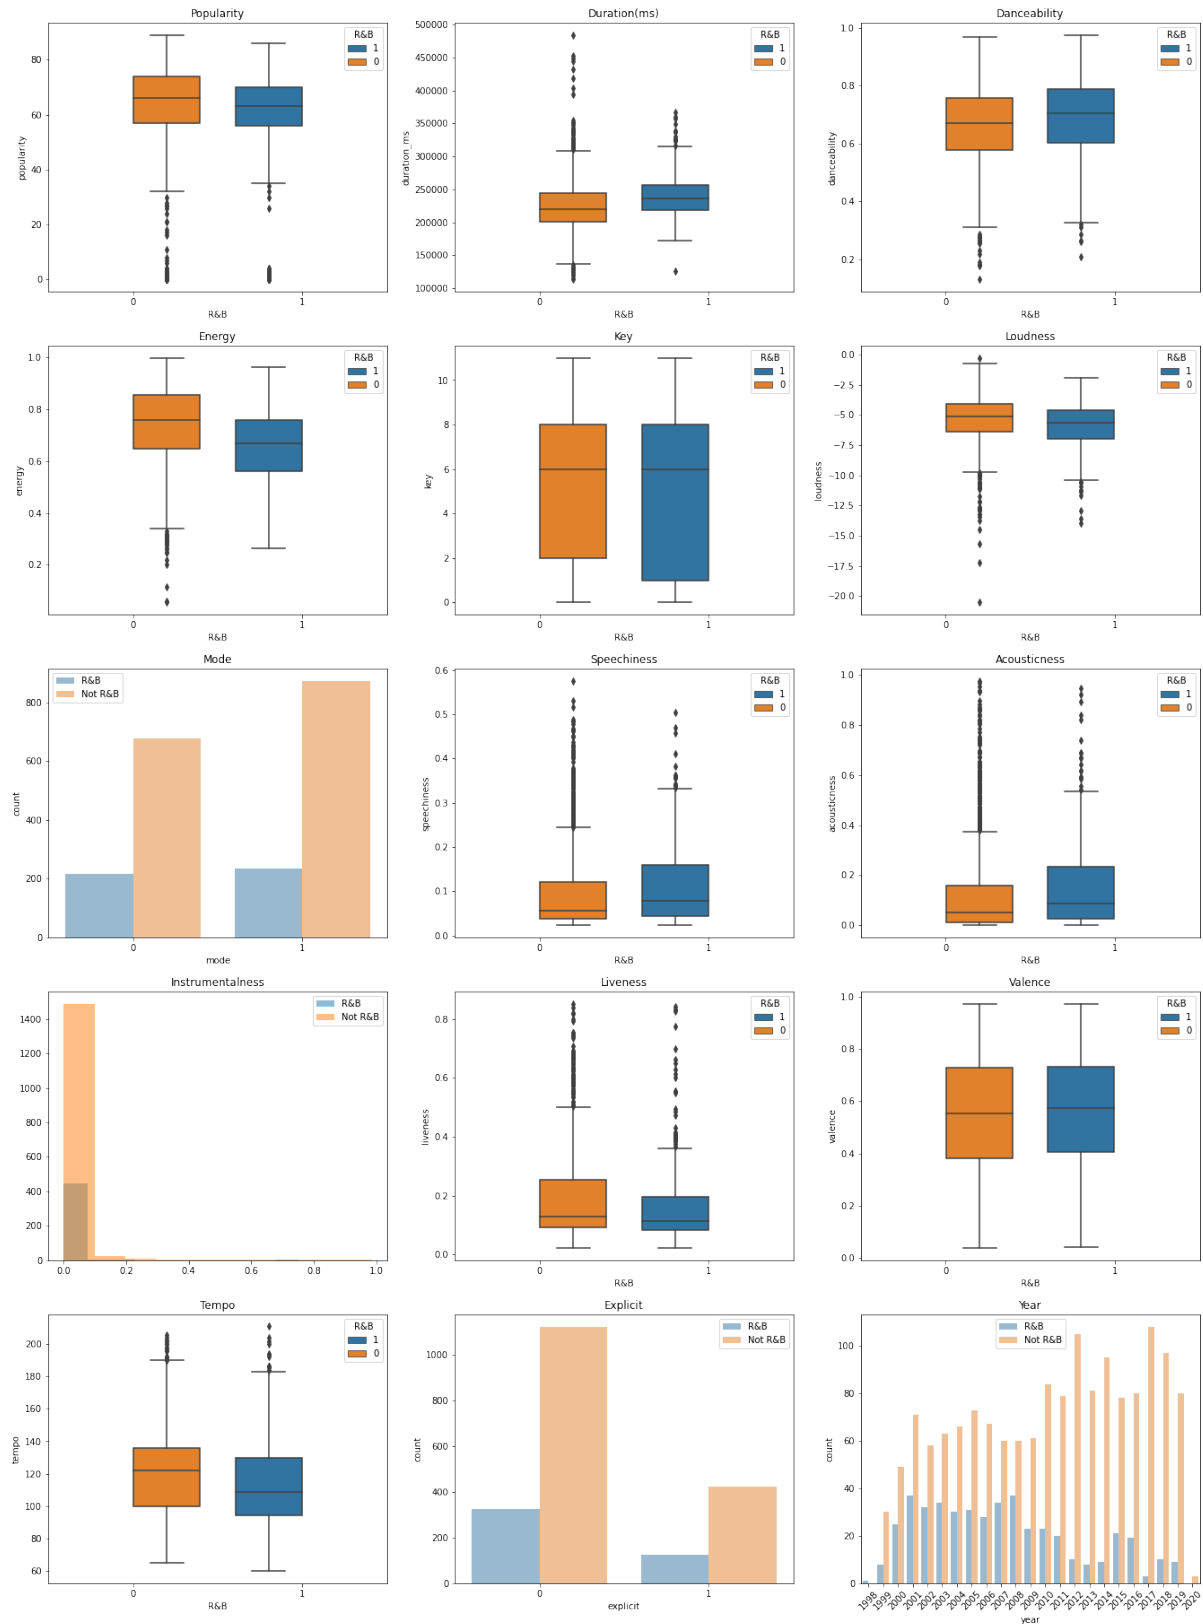 Popularity
R&B
1
0
80
60
40
20
0
popularity
0 1
R&B
Duration(ms)
R&B
1
0
500000
450000
400000
350000
300000
250000
200000
150000
100000
duration_ms
0 1
R&B
Danceability
R&B
1
0
1.0
0.8
0.6
0.4
0.2
danceability
0 1
R&B
Energy
R&B
1
0
1.0
0.8
0.6
0.4
0.2
energy
0 1
R&B
Key
R&B
1
0
10
8
6
4
2
0
key
0 1
R&B
Loudness
R&B
1
0
0.0
−2.5
−5.0
−7.5
−10.0
−12.5
−15.0
−17.5
−20.0
loudness
0 1
R&B
Mode
R&B
Not R&B
800
600
400
200
0
count
0 1
mode
Speechiness
R&B
1
0
0.6
0.5
0.4
0.3
0.2
0.1
0.0
speechiness
0 1
R&B
Acousticness
R&B
1
0
1.0
0.8
0.6
0.4
0.2
0.0
acousticness
0 1
R&B
Instrumentalness
R&B
Not R&B
1400
1200
1000
800
600
400
200
0
0.0 0.2 0.4 0.6 0.8 1.0
Liveness
R&B
1
0
0.8
0.6
0.4
0.2
0.0
liveness
0 1
R&B
Valence
R&B
1
0
1.0
0.8
0.6
0.4
0.2
0.0
valence
0 1
R&B
Tempo
R&B
1
0
200
180
160
140
120
100
80
60
tempo
0 1
R&B
Explicit
R&B
Not R&B
1000
800
600
400
200
0
count
0 1
explicit
Year
R&B
Not R&B
100
80
60
40
20
0
count
1998 1999 2000 2001 2002 2003 2004 2005 2006 2007 2008 2009 2010 2011 2012 2013 2014 2015 2016 2017 2018 2019 2020
year